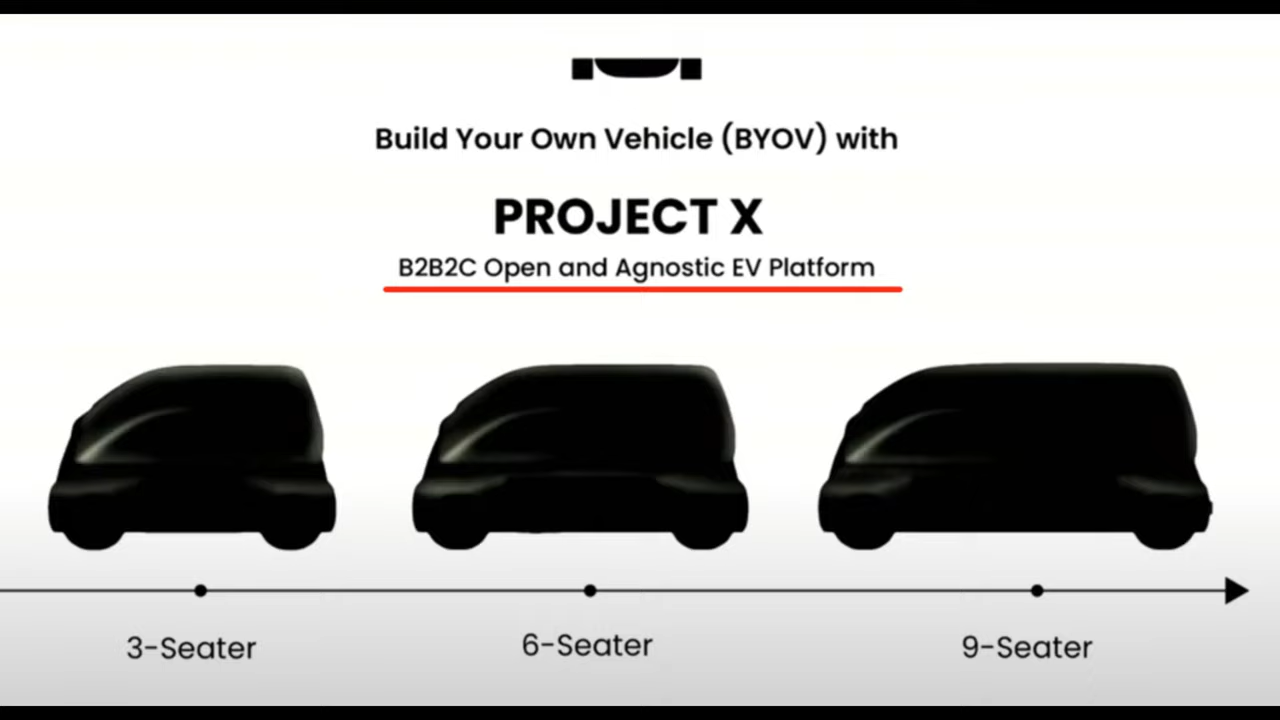 Build Your Own Vehicle (BYOV) with
PROJECT X
B2B2C Open and Agnostic EV Platform
3-Seater
6-Seater
9-Seater